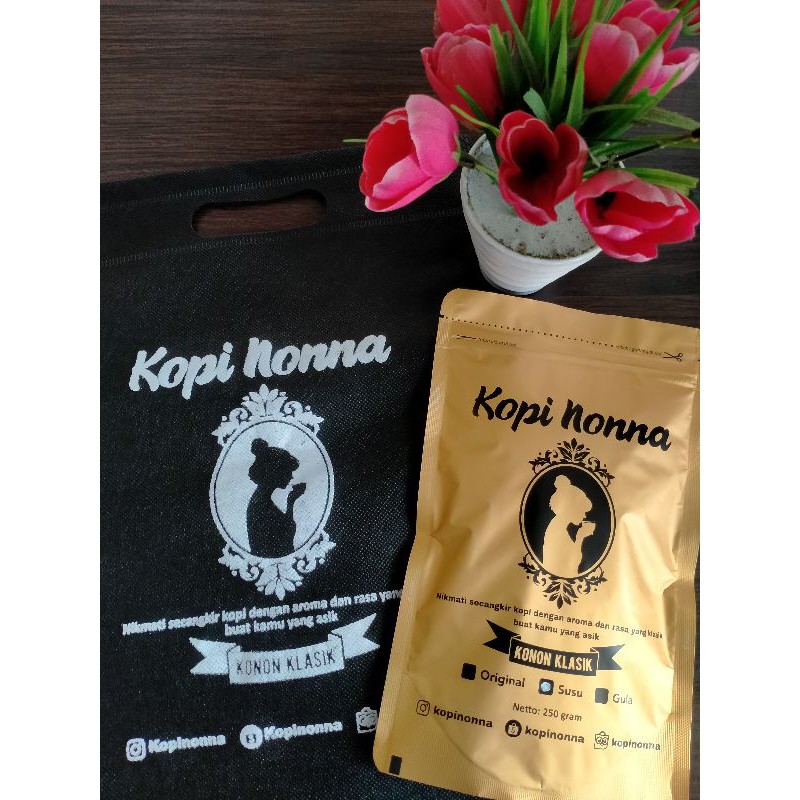 Kopi Nonna
Nikmati secangkir kopi dengan aroma dan rasa yang
buat kamu yang asik
KONON KLASIK
Kopinonna Kopinonna
Kopi Nonna
Nikmati secangkir kopi dengan aroma dan rasa yang klasik
buat kamu yang asik
KONON KLASIK
Original Susu Gula
Netto: 250 gram
kopinonna kopinonna kopinonna